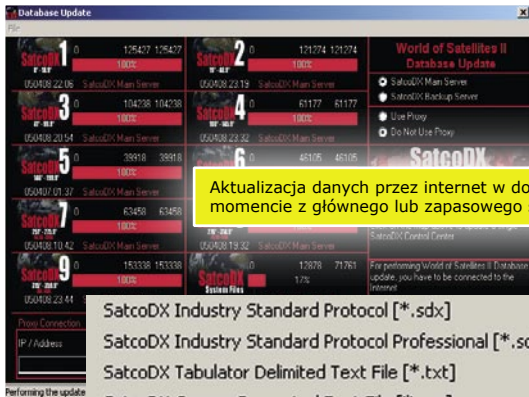 Database Update
File
SatcoDX 1 0 125427 125427
100%
050408 22:06 SatcoDX Main Server
SatcoDX 2 0 121274 121274
100%
050408 23:19 SatcoDX Main Server
World of Satellites II
Database Update
SatcoDX Main Server
SatcoDX Backup Server
Use Proxy
Do Not Use Proxy
SatcoDX 3 0 104238 104238
100%
050408 20:54 SatcoDX Main Server
SatcoDX 4 0 61177 61177
100%
050408 23:32 SatcoDX Main Server
SatcoDX 5 0 39918 39918
100%
050407 01:37 SatcoDX Main Server
SatcoDX 6 0 46105 46105
SatcoDX
Aktualizacja danych przez internet w do
momencie z głównego lub zapasowego
SatcoDX 7 0 63458 63458
100%
050408 10:42 SatcoDX Main Server
100%
050408 19:32 SatcoDX Main Server
SatcoDX Control Center
SatcoDX 9 0 153338 153338
100%
050408 23:44
SatcoDX System Files 0 12878 71761
17%
For performing World of Satellites II Database
update, you have to be connected to the
Internet
Proxy Connection
IP / Address
Performing the update
SatcoDX Industry Standard Protocol [*.sdx]
SatcoDX Industry Standard Protocol Professional [*.sd
SatcoDX Tabulator Delimited Text File [*.txt]